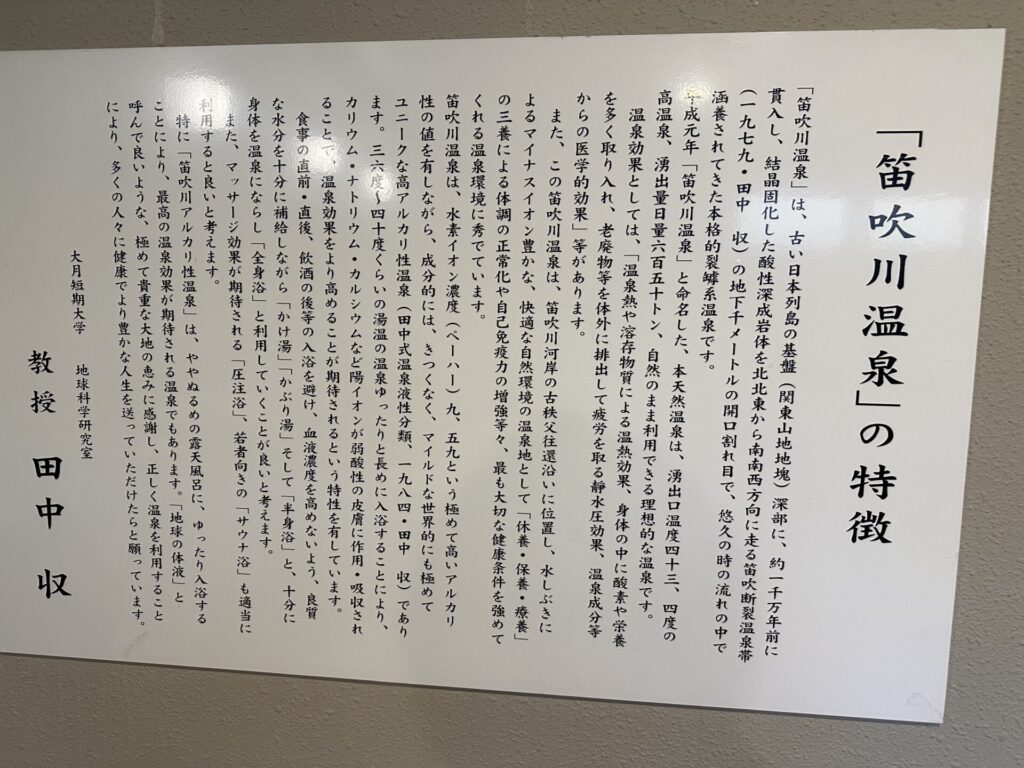 「笛吹川温泉」の特徴
「笛吹川温泉」は、古い日本列島の基盤（関東山地地塊）深部に、約一千万年前に
貫入し、結晶固化した酸性深成岩体を北北東から南南西方向に走る笛吹断裂温泉帯
（一九七九・田中　収）の地下千メートルの開口割れ目で、悠久の時の流れの中で
涵養されてきた本格的裂罅系温泉です。
平成元年「笛吹川温泉」と命名した、本天然温泉は、湧出口温度四十三、四度の
高温泉、湧出量日量六百五十トン、自然のまま利用できる理想的な温泉です。
温泉効果としては、「温泉熱や溶存物質による温熱効果、身体の中に酸素や栄養
を多く取り入れ、老廃物等を体外に排出して疲労を取る静水圧効果、温泉成分等
からの医学的効果」等があります。
また、この笛吹川温泉は、笛吹川河岸の古秩父往還沿いに位置し、水しぶきに
よるマイナスイオン豊かな、快適な自然環境の温泉地として「休養・保養・療養」
の三養による体調の正常化や自己免疫力の増強等々、最も大切な健康条件を強めて
くれる温泉環境に秀でています。
笛吹川温泉は、水素イオン濃度（ペーハー）九、五九という極めて高いアルカリ
性の値を有しながら、成分的には、きつくなく、マイルドな世界的にも極めて
ユニークな高アルカリ性温泉（田中式温泉液性分類、一九八四・田中　収）であり
ます。三六度～四十度くらいの湯温の温泉ゆったりと長めに入浴することにより、
カリウム・ナトリウム・カルシウムなど陽イオンが弱酸性の皮膚に作用・吸収され
ることで、温泉効果をより高めることが期待されるという特性を有しています。
食事の直前・直後、飲酒の後等の入浴を避け、血液濃度を高めないよう、良質
な水分を十分に補給しながら「かけ湯」「かぶり湯」そして「半身浴」と、十分に
身体を温泉にならし「全身浴」と利用していくことが良いと考えます。
また、マッサージ効果が期待される「圧注浴」、若者向きの「サウナ浴」も適当に
利用すると良いと考えます。
特に「笛吹川アルカリ性温泉」は、ややぬるめの露天風呂に、ゆったり入浴する
ことにより、最高の温泉効果が期待される温泉でもあります。「地球の体液」と
呼んで良いような、極めて貴重な大地の恵みに感謝し、正しく温泉を利用すること
により、多くの人々に健康でより豊かな人生を送っていただけたらと願っています。
大月短期大学　地球科学研究室
教授　田中　収